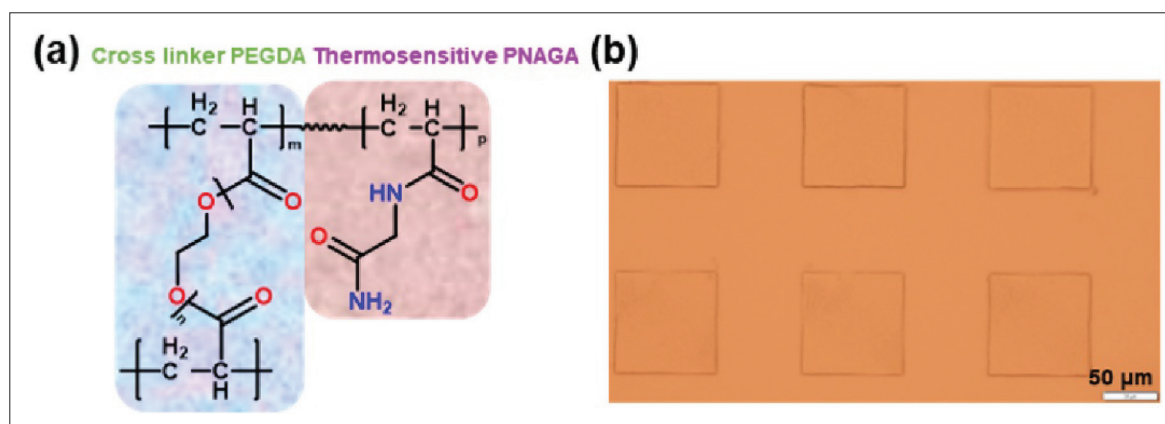 (a) Cross linker PEGDA Thermosensitive PNAGA (b)
H2 H H2 H
C C m C C p
O O HN O
O
O O NH2
n
H2
C C
H
50 μm